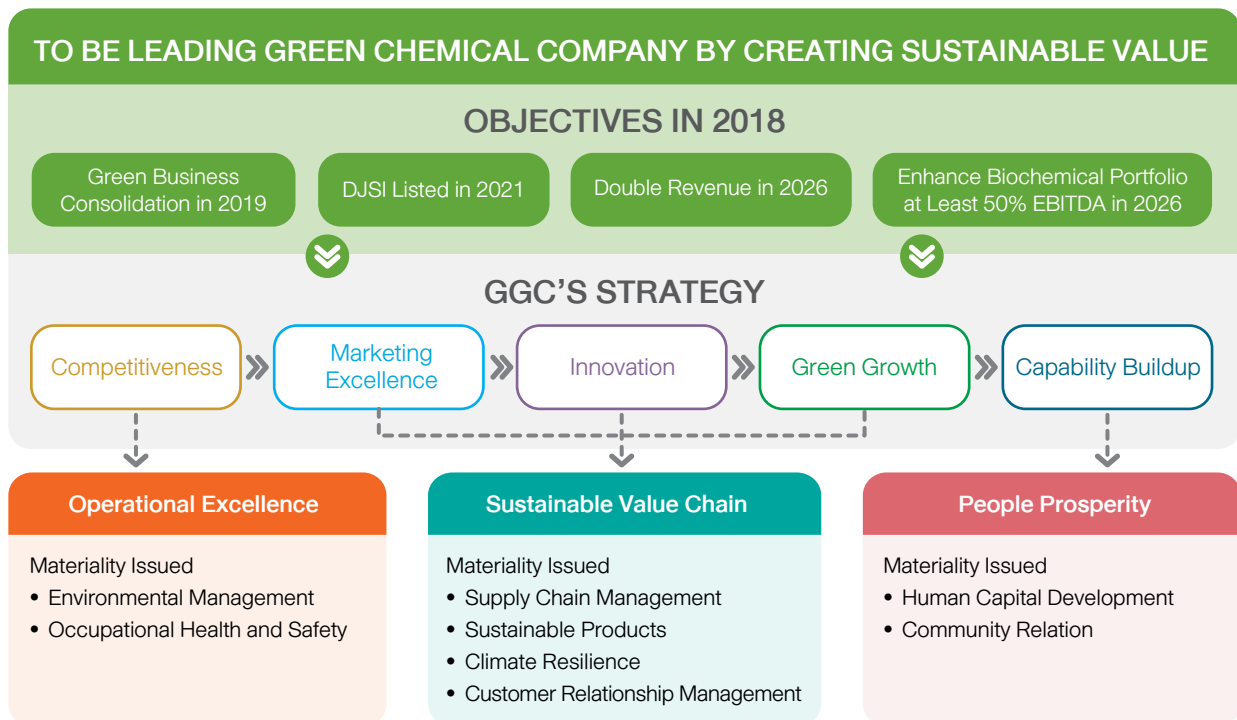 TO BE LEADING GREEN CHEMICAL COMPANY BY CREATING SUSTAINABLE VALUE
OBJECTIVES IN 2018
Green Business
Consolidation in 2019
DJSI Listed in 2021
Double Revenue in 2026
Enhance Biochemical Portfolio
at Least 50% EBITDA in 2026
GGC'S STRATEGY
Competitiveness
Marketing
Excellence
Innovation
Green Growth
Capability Buildup
Operational Excellence
Materiality Issued
• Environmental Management
• Occupational Health and Safety
Sustainable Value Chain
Materiality Issued
• Supply Chain Management
• Sustainable Products
• Climate Resilience
• Customer Relationship Management
People Prosperity
Materiality Issued
• Human Capital Development
• Community Relation